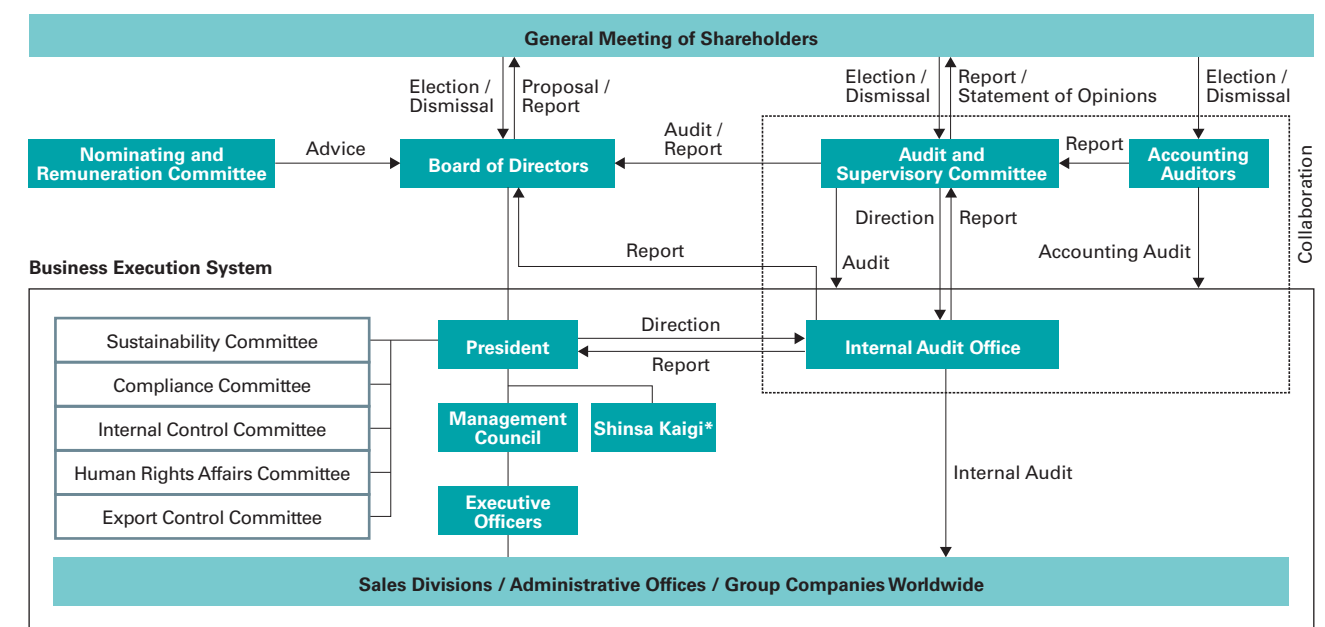 General Meeting of Shareholders
Election /
Dismissal
Proposal /
Report
Election /
Dismissal
Report /
Statement of Opinions
Election /
Dismissal
Nominating and
Remuneration Committee
Advice
Board of Directors
Audit /
Report
Audit and
Supervisory Committee
Report
Accounting
Auditors
Collaboration
Direction
Report
Report
Audit
Accounting Audit
Business Execution System
Sustainability Committee
Compliance Committee
Internal Control Committee
Human Rights Affairs Committee
Export Control Committee
President
Direction
Report
Internal Audit Office
Management
Council
Shinsa Kaigi*
Executive
Officers
Internal Audit
Sales Divisions / Administrative Offices / Group Companies Worldwide